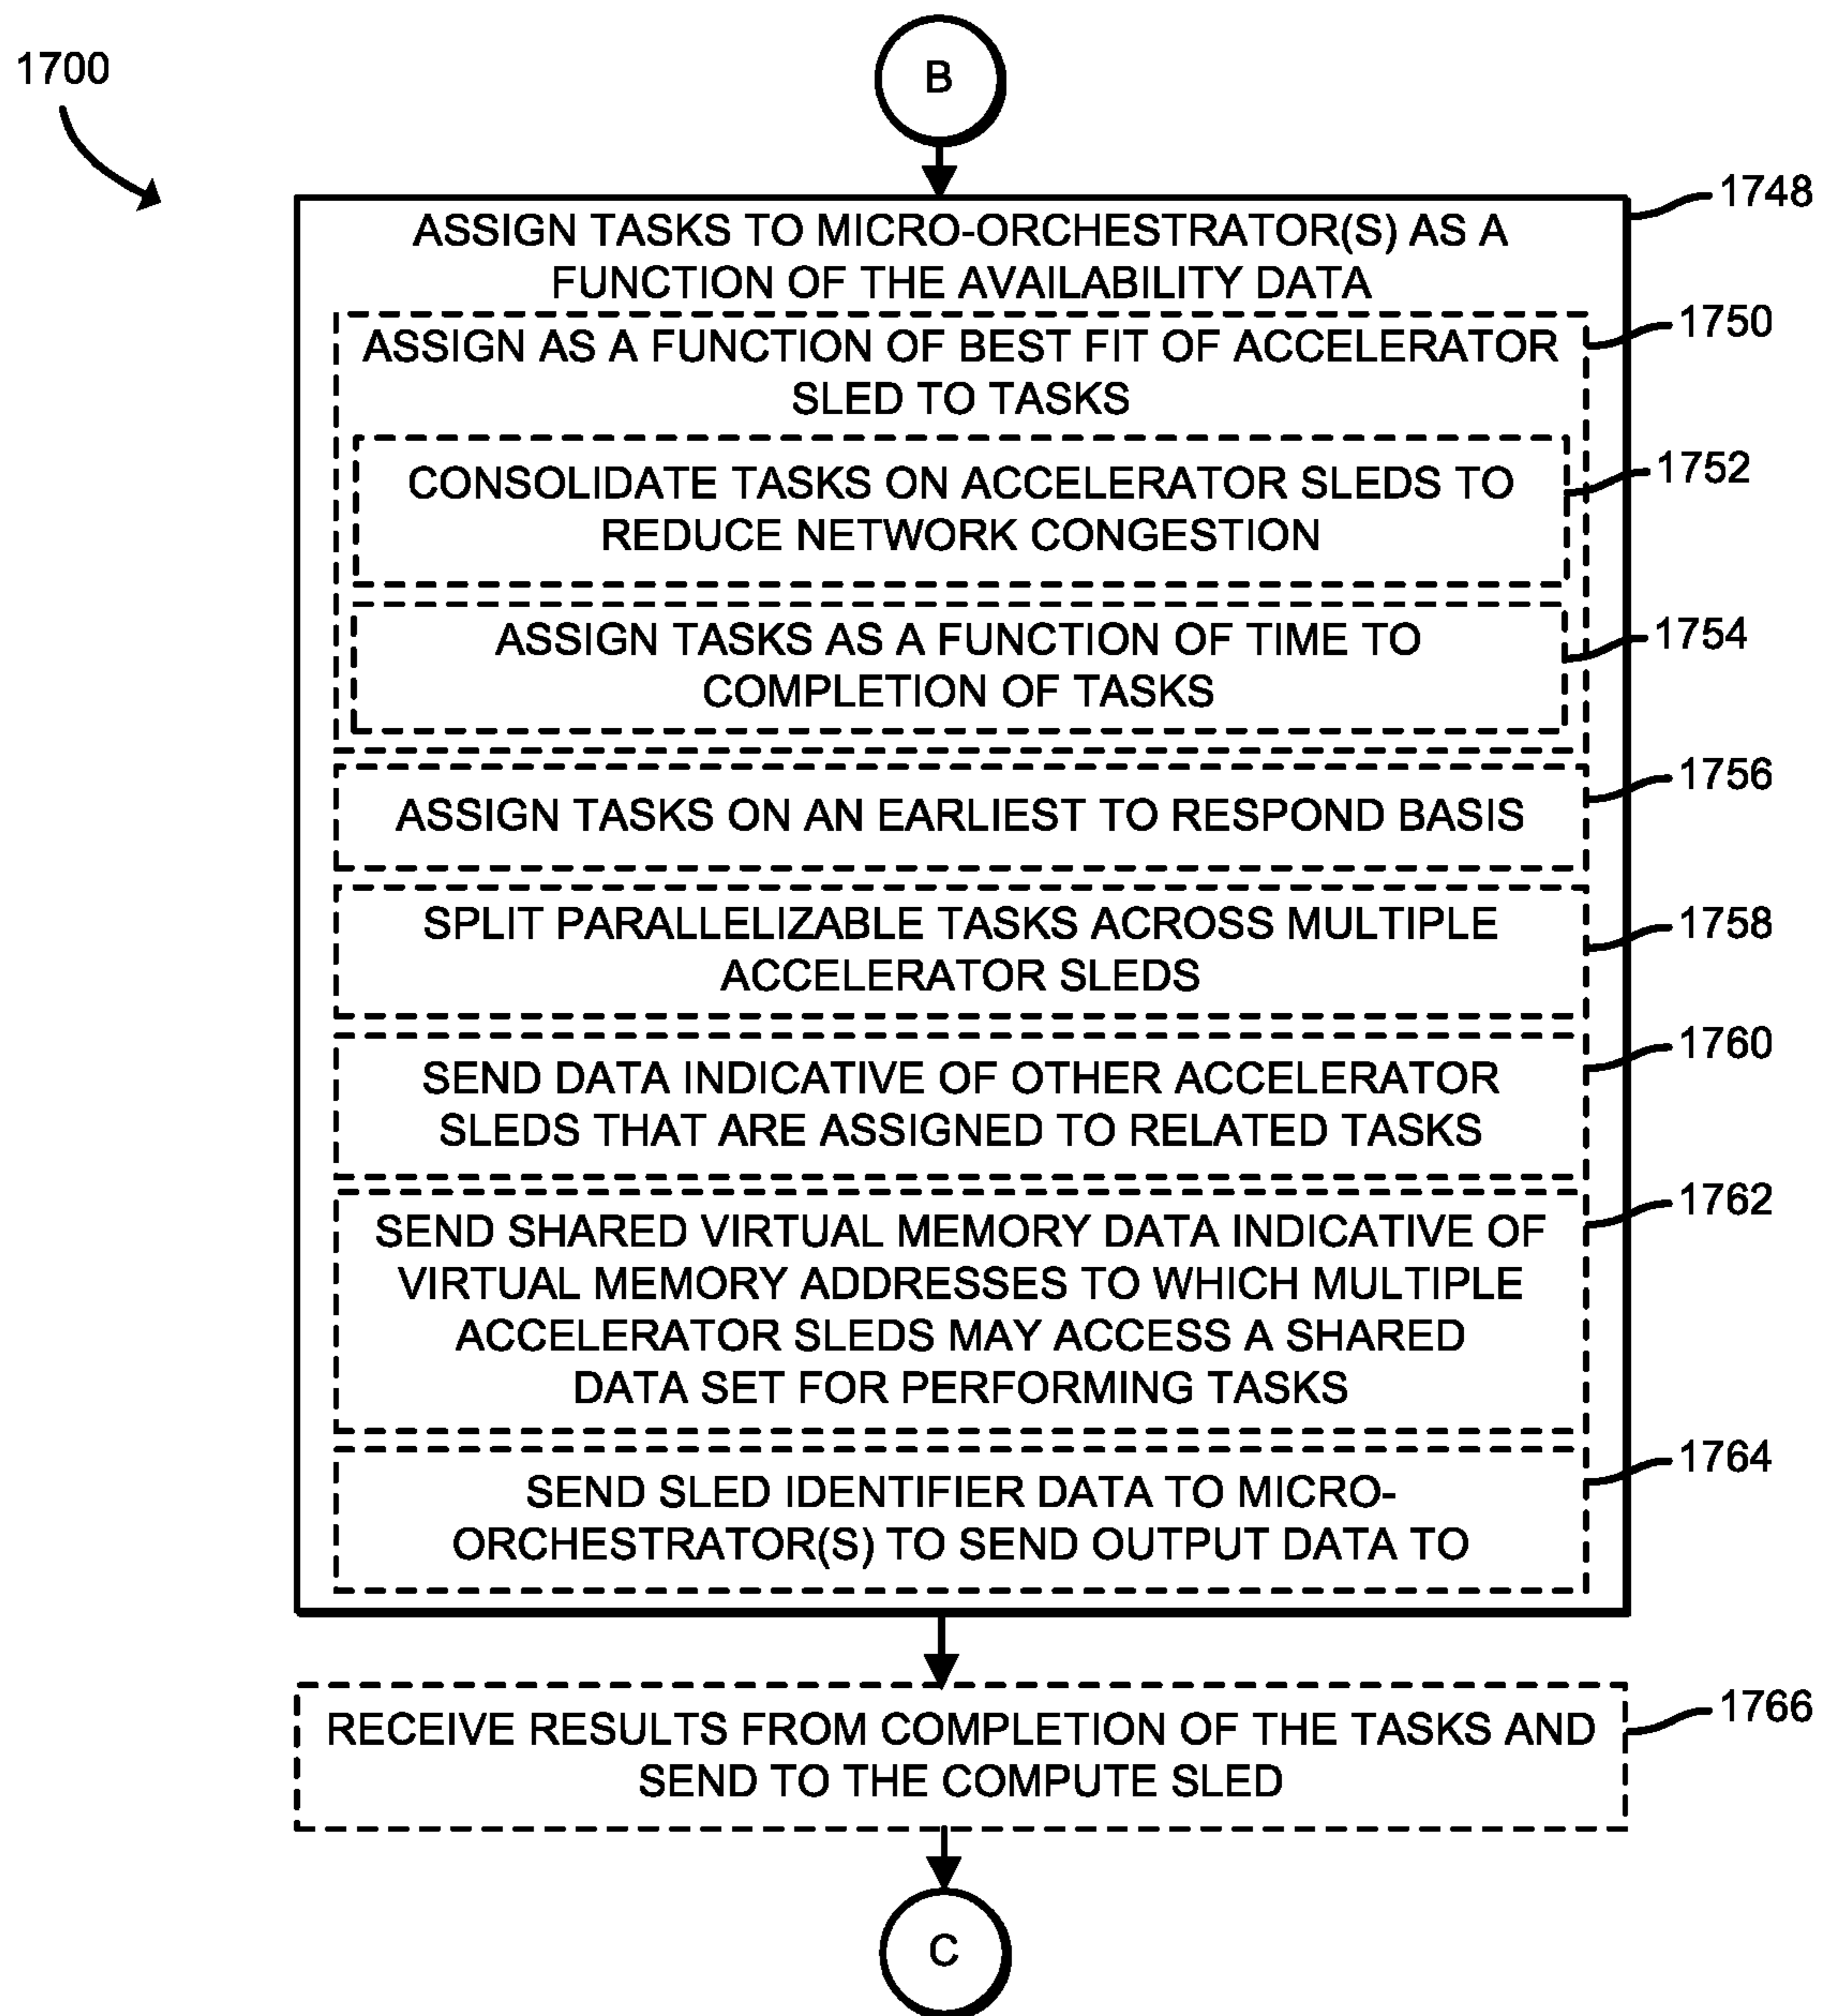 1700
B
1748
ASSIGN TASKS TO MICRO-ORCHESTRATOR(S) AS A
FUNCTION OF THE AVAILABILITY DATA
1750
ASSIGN AS A FUNCTION OF BEST FIT OF ACCELERATOR
SLED TO TASKS
1752
CONSOLIDATE TASKS ON ACCELERATOR SLEDS TO
REDUCE NETWORK CONGESTION
1754
ASSIGN TASKS AS A FUNCTION OF TIME TO
COMPLETION OF TASKS
1756
ASSIGN TASKS ON AN EARLIEST TO RESPOND BASIS
1758
SPLIT PARALLELIZABLE TASKS ACROSS MULTIPLE
ACCELERATOR SLEDS
1760
SEND DATA INDICATIVE OF OTHER ACCELERATOR
SLEDS THAT ARE ASSIGNED TO RELATED TASKS
1762
SEND SHARED VIRTUAL MEMORY DATA INDICATIVE OF
VIRTUAL MEMORY ADDRESSES TO WHICH MULTIPLE
ACCELERATOR SLEDS MAY ACCESS A SHARED
DATA SET FOR PERFORMING TASKS
1764
SEND SLED IDENTIFIER DATA TO MICRO-
ORCHESTRATOR(S) TO SEND OUTPUT DATA TO
1766
RECEIVE RESULTS FROM COMPLETION OF THE TASKS AND
SEND TO THE COMPUTE SLED
C